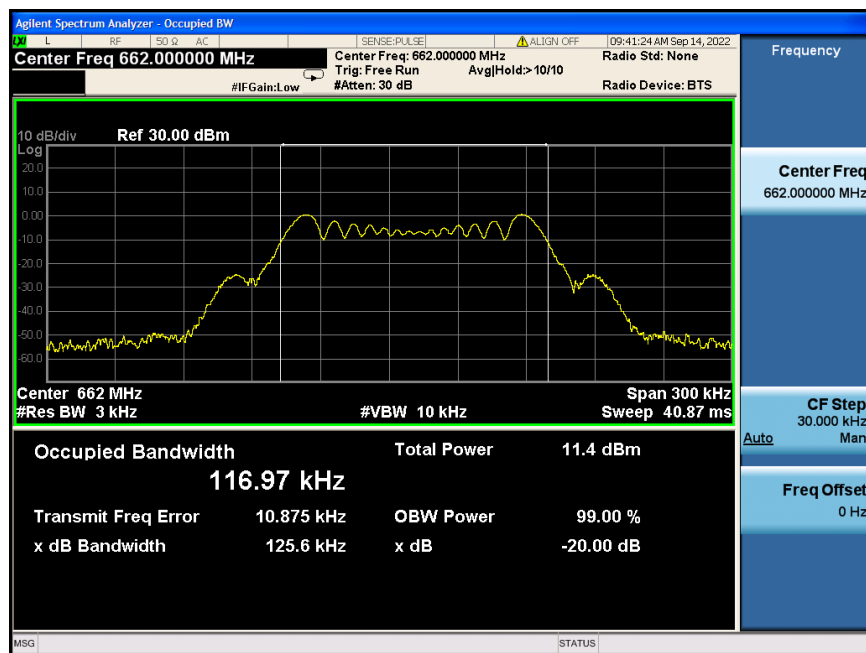 Agilent Spectrum Analyzer - Occupied BW
LXI L RF 50 Ω AC SENSE:PULSE ALIGN OFF 09:41:24 AM Sep 14, 2022
Center Freq 662.000000 MHz
Center Freq: 662.000000 MHz
Radio Std: None
Trig: Free Run Avg|Hold:>10/10
#IFGain:Low
#Atten: 30 dB
Radio Device: BTS
10 dB/div Ref 30.00 dBm
Log
20.0
10.0
0.00
-10.0
-20.0
-30.0
-40.0
-50.0
-60.0
Center 662 MHz Span 300 kHz
#Res BW 3 kHz #VBW 10 kHz Sweep 40.87 ms
Occupied Bandwidth Total Power 11.4 dBm
116.97 kHz
Transmit Freq Error 10.875 kHz OBW Power 99.00 %
x dB Bandwidth 125.6 kHz x dB -20.00 dB
MSG STATUS
Frequency
Center Freq
662.000000 MHz
CF Step
30.000 kHz
Auto Man
Freq Offset
0 Hz